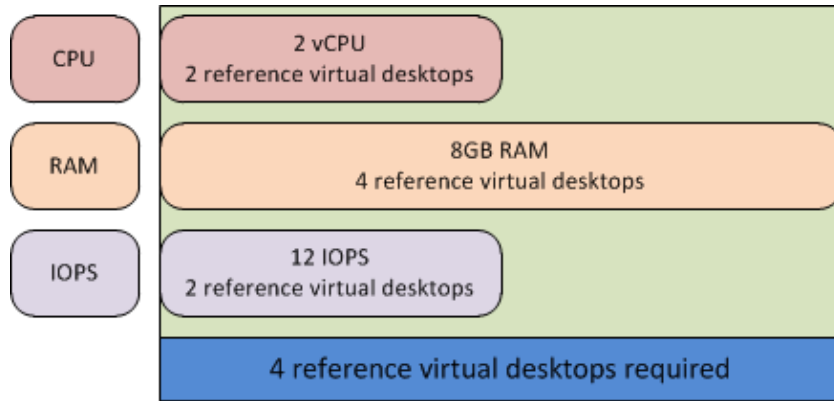 CPU
2 vCPU
2 reference virtual desktops
RAM
8GB RAM
4 reference virtual desktops
IOPS
12 IOPS
2 reference virtual desktops
4 reference virtual desktops required